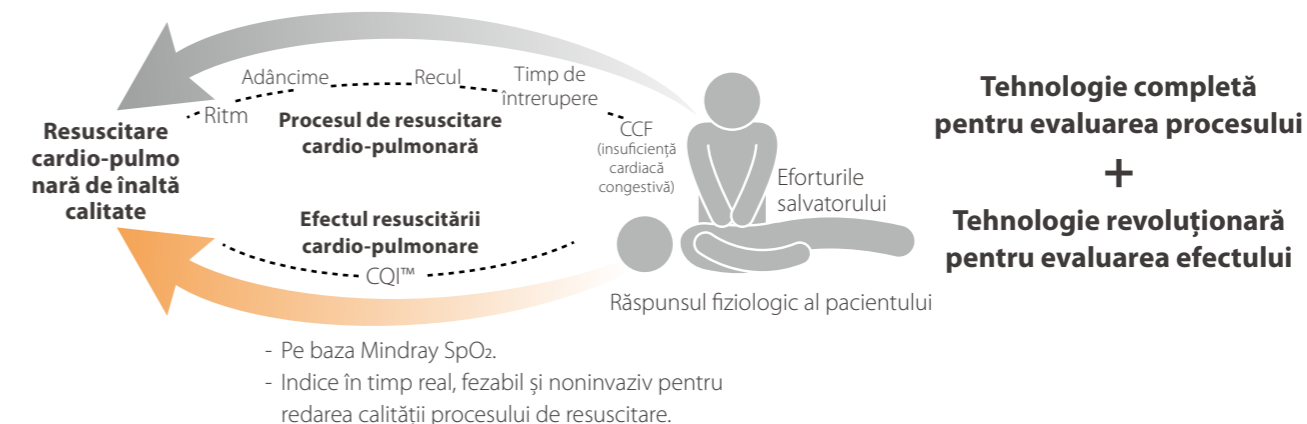 Resuscitare
cardio-pulmo
nară de înaltă
calitate
Ritm
Adâncime
Recul
Timp de
întrerupere
CCF
(insuficiență
cardiacă
congestivă)
Procesul de resuscitare
cardio-pulmonară
Efectul resuscitării
cardio-pulmonare
CQI™
Eforturile
salvatorului
Răspunsul fiziologic al pacientului
- Pe baza Mindray SpO₂.
- Indice în timp real, fezabil și noninvaziv pentru
redarea calității procesului de resuscitare.
Tehnologie completă
pentru evaluarea procesului
+
Tehnologie revoluționară
pentru evaluarea efectului